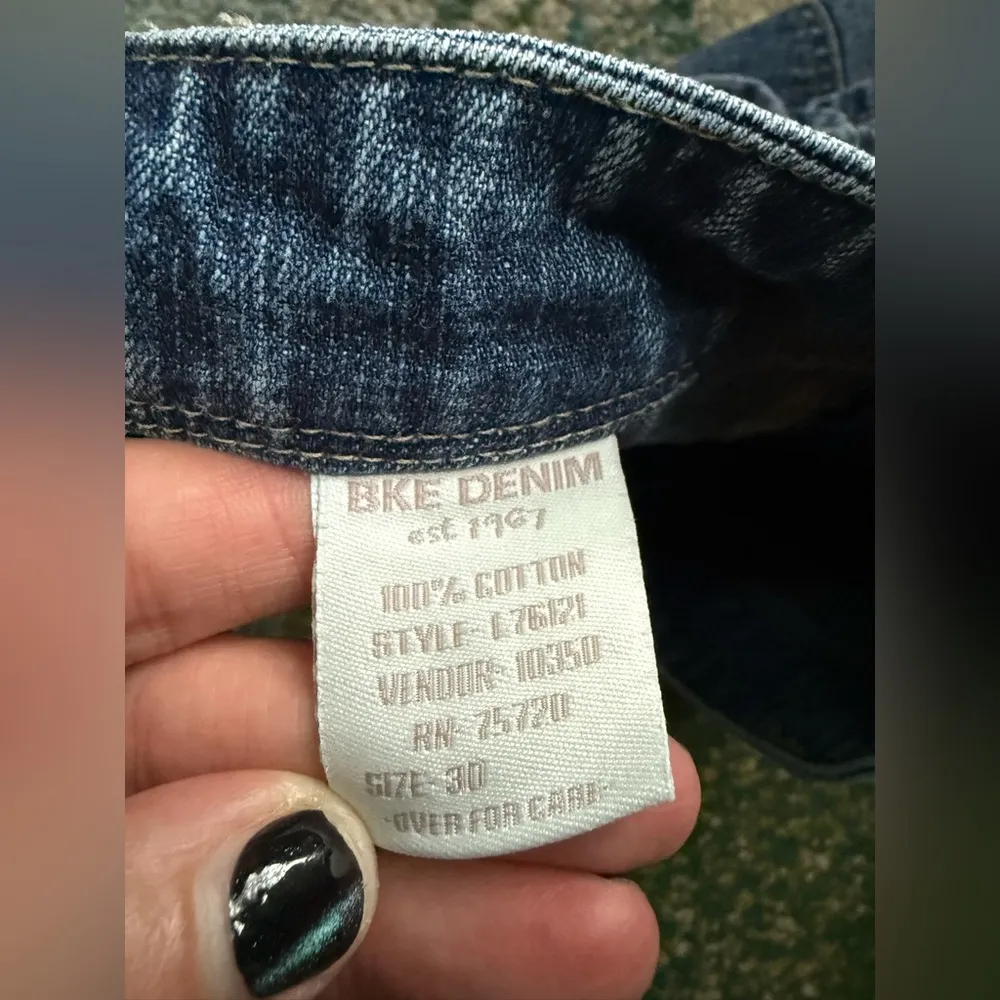 BKE DENIM
est 1967
100% COTTON
STYLE- L76121
VENDOR- 10350
RN- 75720
SIZE- 30
-OVER FOR CARE-